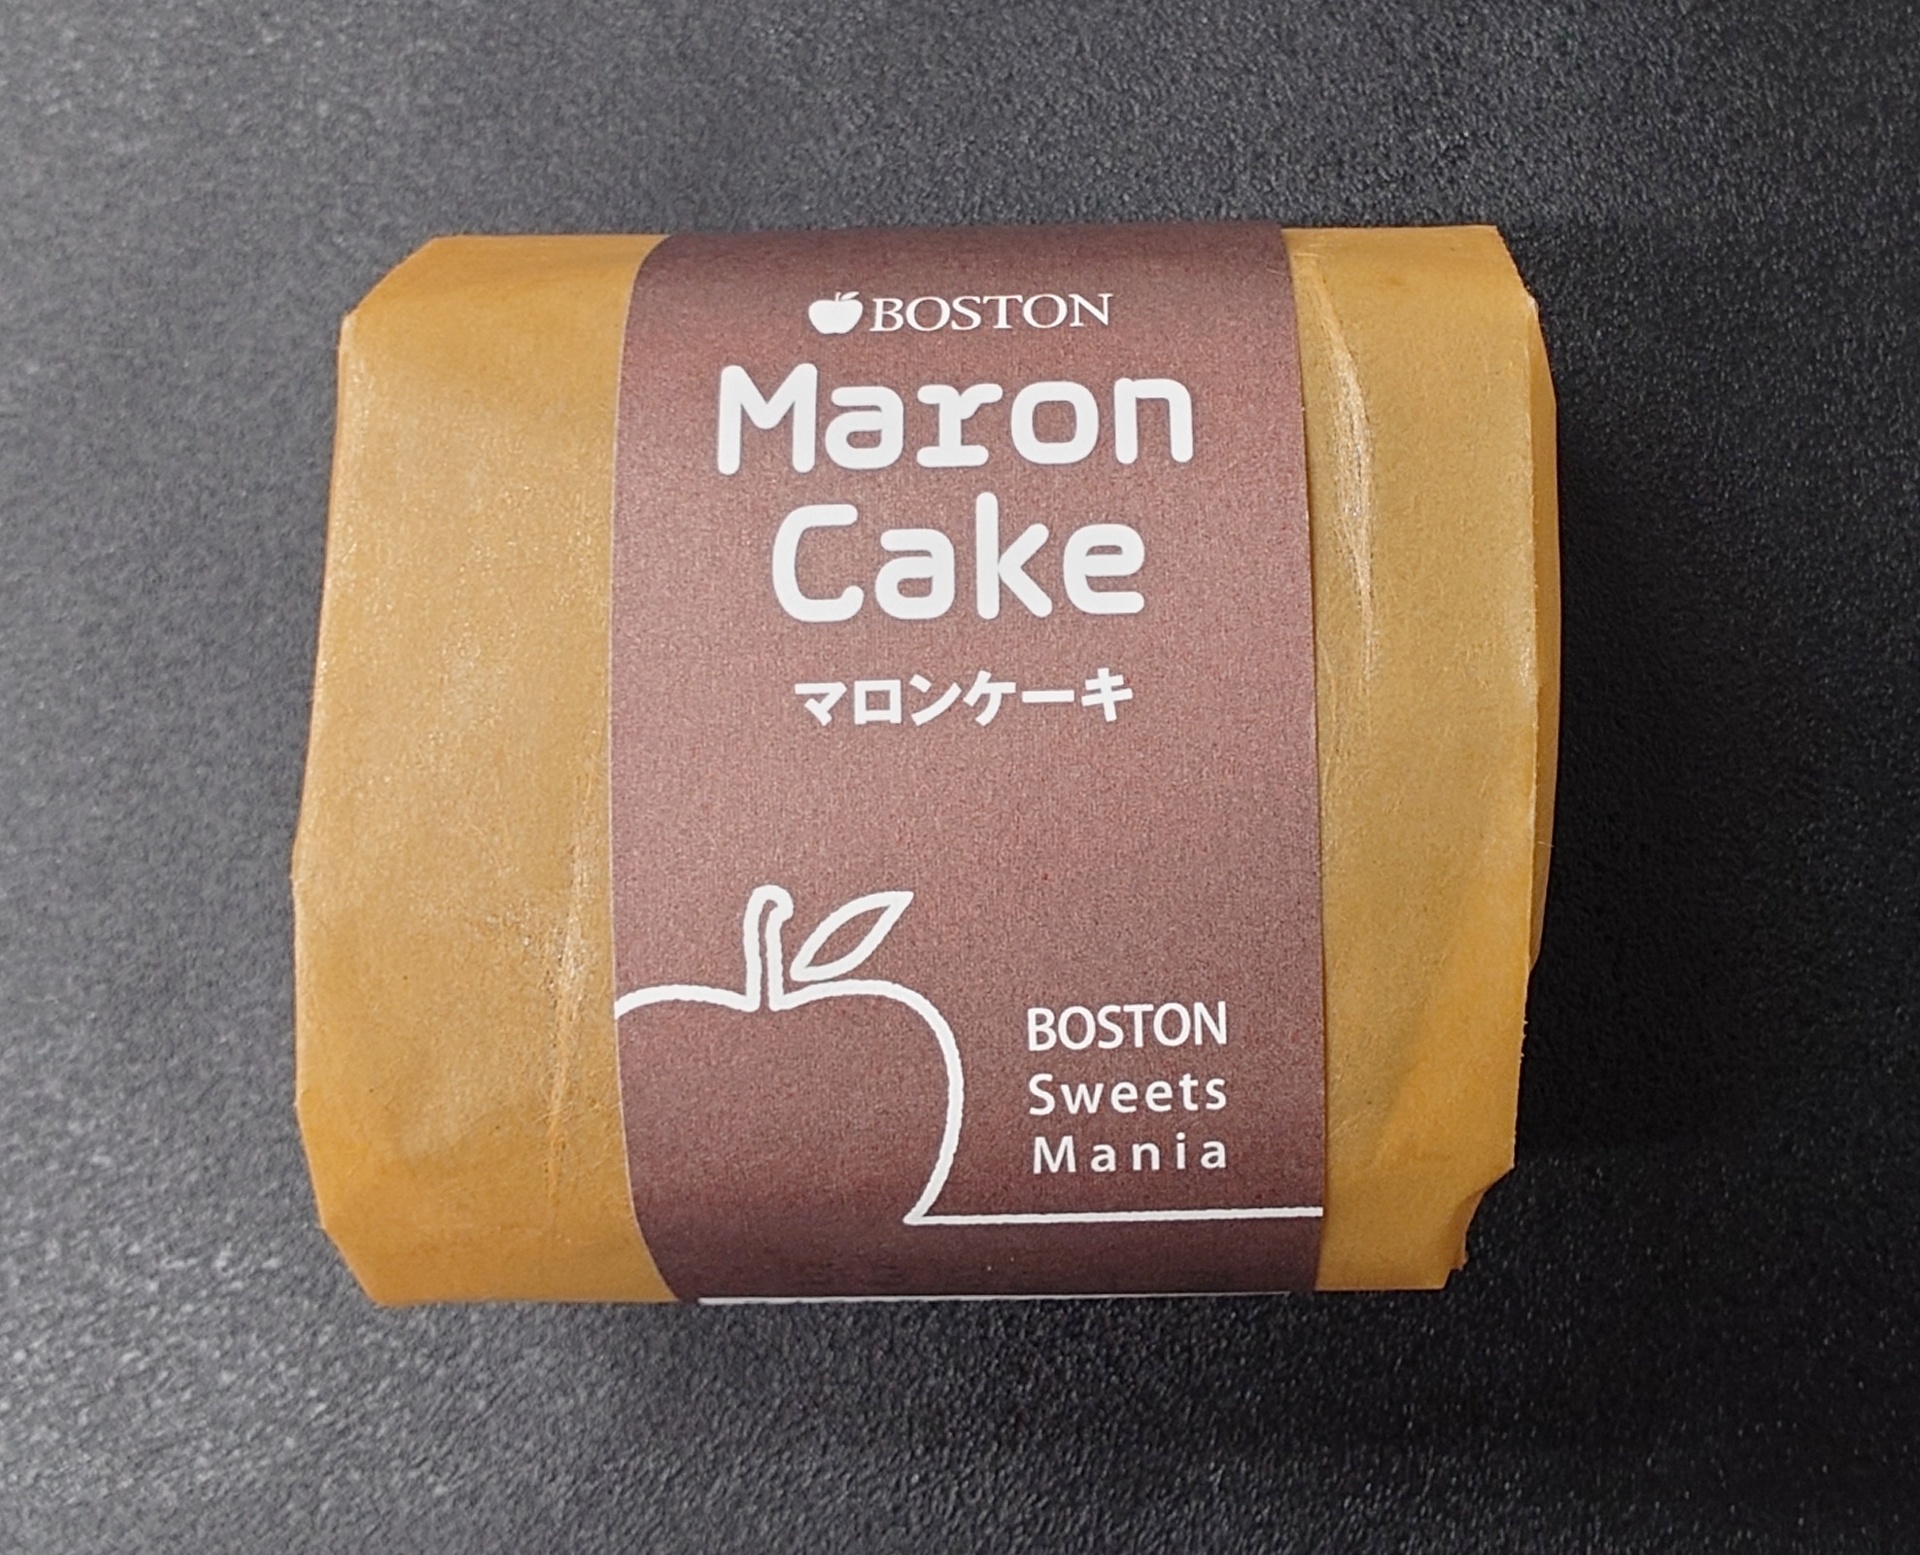 BOSTON
Maron
Cake
マロンケーキ
BOSTON
Sweets
Mania